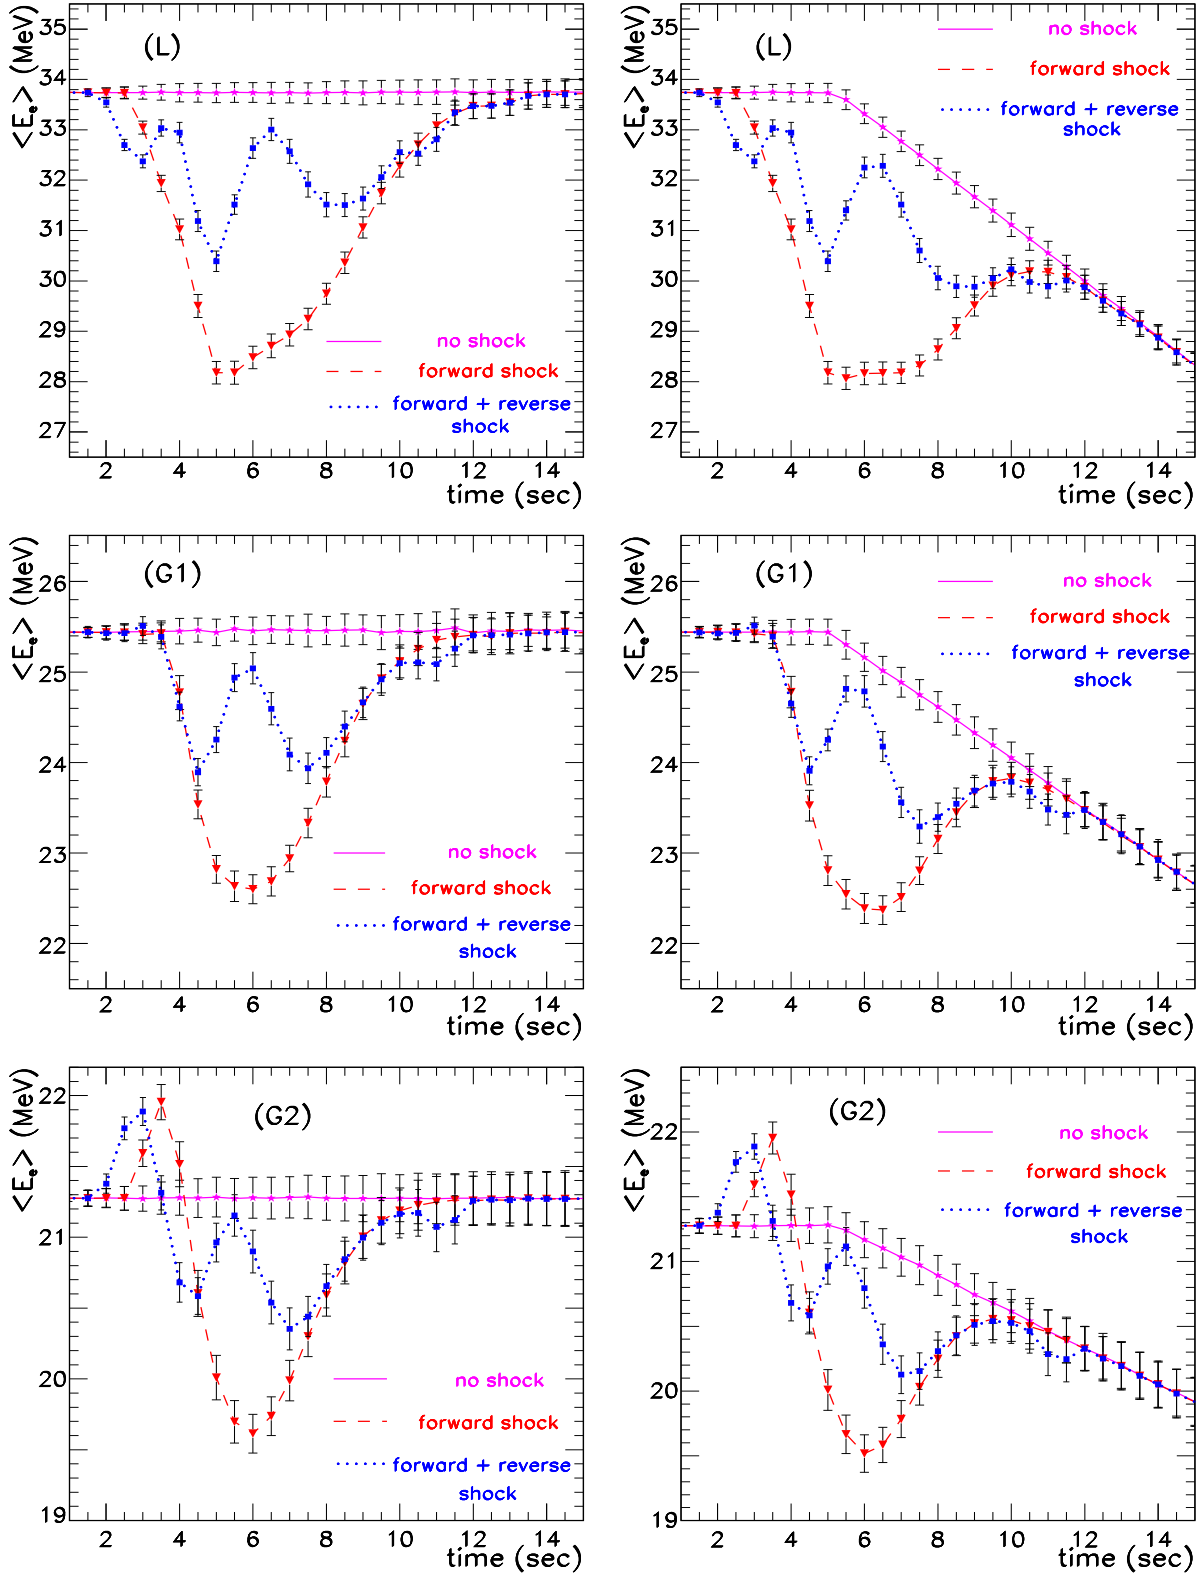 <Ee> (MeV)
35
34
33
32
31
30
29
28
27
(L)
no shock
forward shock
forward + reverse
shock
2 4 6 8 10 12 14
time (sec)
<Ee> (MeV)
35
34
33
32
31
30
29
28
27
(L)
no shock
forward shock
forward + reverse
shock
2 4 6 8 10 12 14
time (sec)
<Ee> (MeV)
26
25
24
23
22
(G1)
no shock
forward shock
forward + reverse
shock
2 4 6 8 10 12 14
time (sec)
<Ee> (MeV)
26
25
24
23
22
(G1)
no shock
forward shock
forward + reverse
shock
2 4 6 8 10 12 14
time (sec)
<Ee> (MeV)
22
21
20
19
(G2)
no shock
forward shock
forward + reverse
shock
2 4 6 8 10 12 14
time (sec)
<Ee> (MeV)
22
21
20
19
(G2)
no shock
forward shock
forward + reverse
shock
2 4 6 8 10 12 14
time (sec)